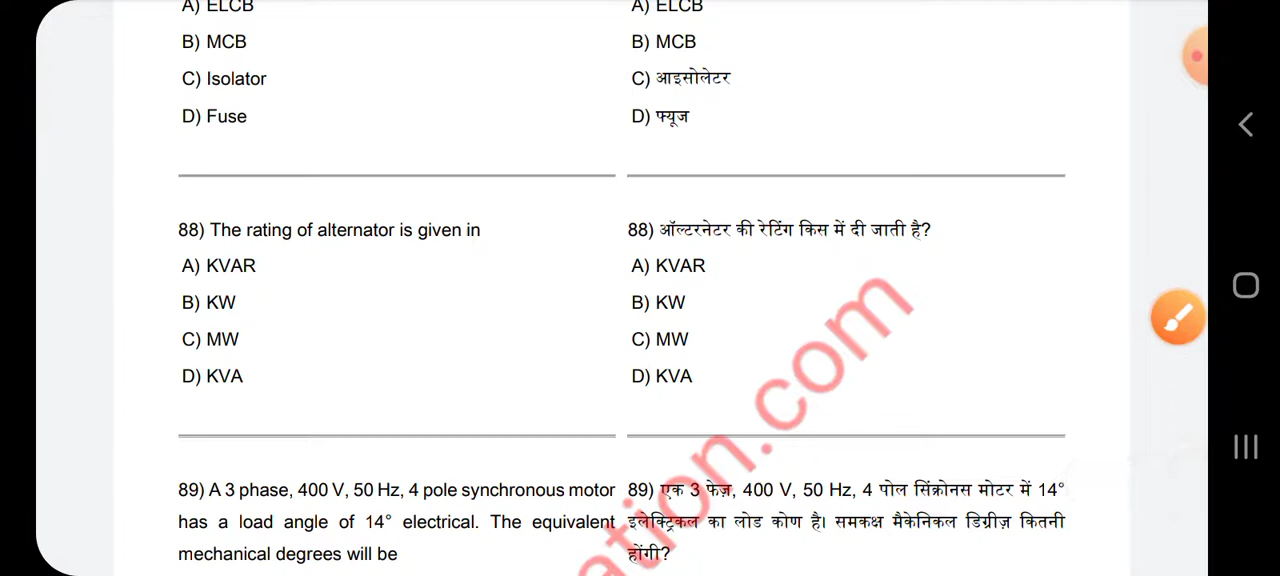 A) ELCB
B) MCB
C) Isolator
D) Fuse
A) ELCB
B) MCB
C) आइसोलेटर
D) फ्यूज
88) The rating of alternator is given in
A) KVAR
B) KW
C) MW
D) KVA
88) ऑल्टरनेटर की रेटिंग किस में दी जाती है?
A) KVAR
B) KW
C) MW
D) KVA
89) A 3 phase, 400 V, 50 Hz, 4 pole synchronous motor
has a load angle of 14° electrical. The equivalent
mechanical degrees will be
89) एक 3 फेज़, 400 V, 50 Hz, 4 पोल सिंक्रोनस मोटर में 14°
इलेक्ट्रिकल का लोड कोण है। समकक्ष मैकेनिकल डिग्रीज़ कितनी
होंगी?
ation.com